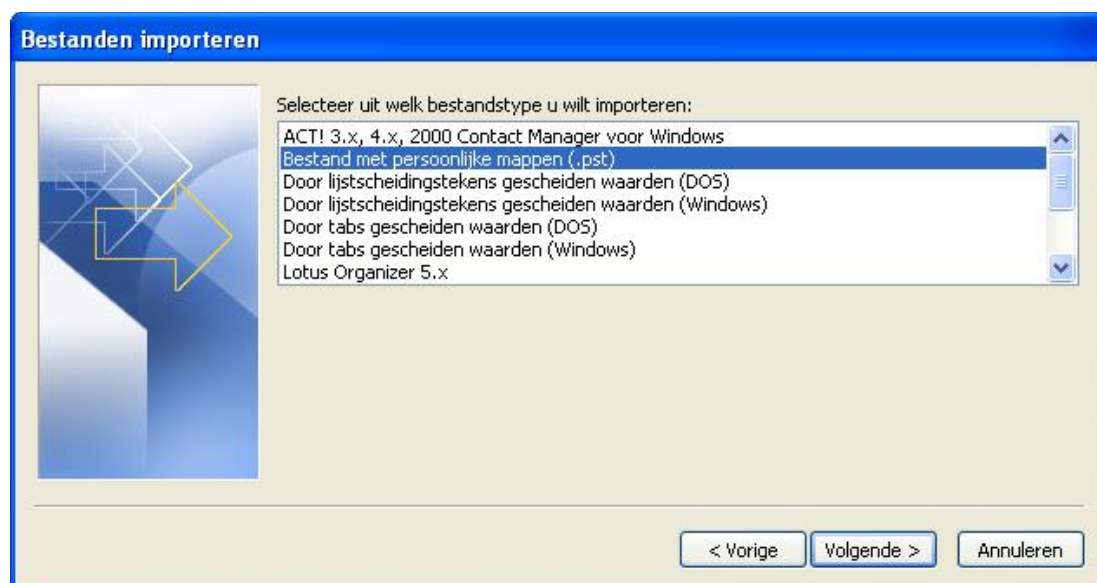 Bestanden importeren
Selecteer uit welk bestandstype u wilt importeren:
ACT! 3.x, 4.x, 2000 Contact Manager voor Windows
Bestand met persoonlijke mappen (.pst)
Door lijstscheidingstekens gescheiden waarden (DOS)
Door lijstscheidingstekens gescheiden waarden (Windows)
Door tabs gescheiden waarden (DOS)
Door tabs gescheiden waarden (Windows)
Lotus Organizer 5.x
< Vorige
Volgende >
Annuleren